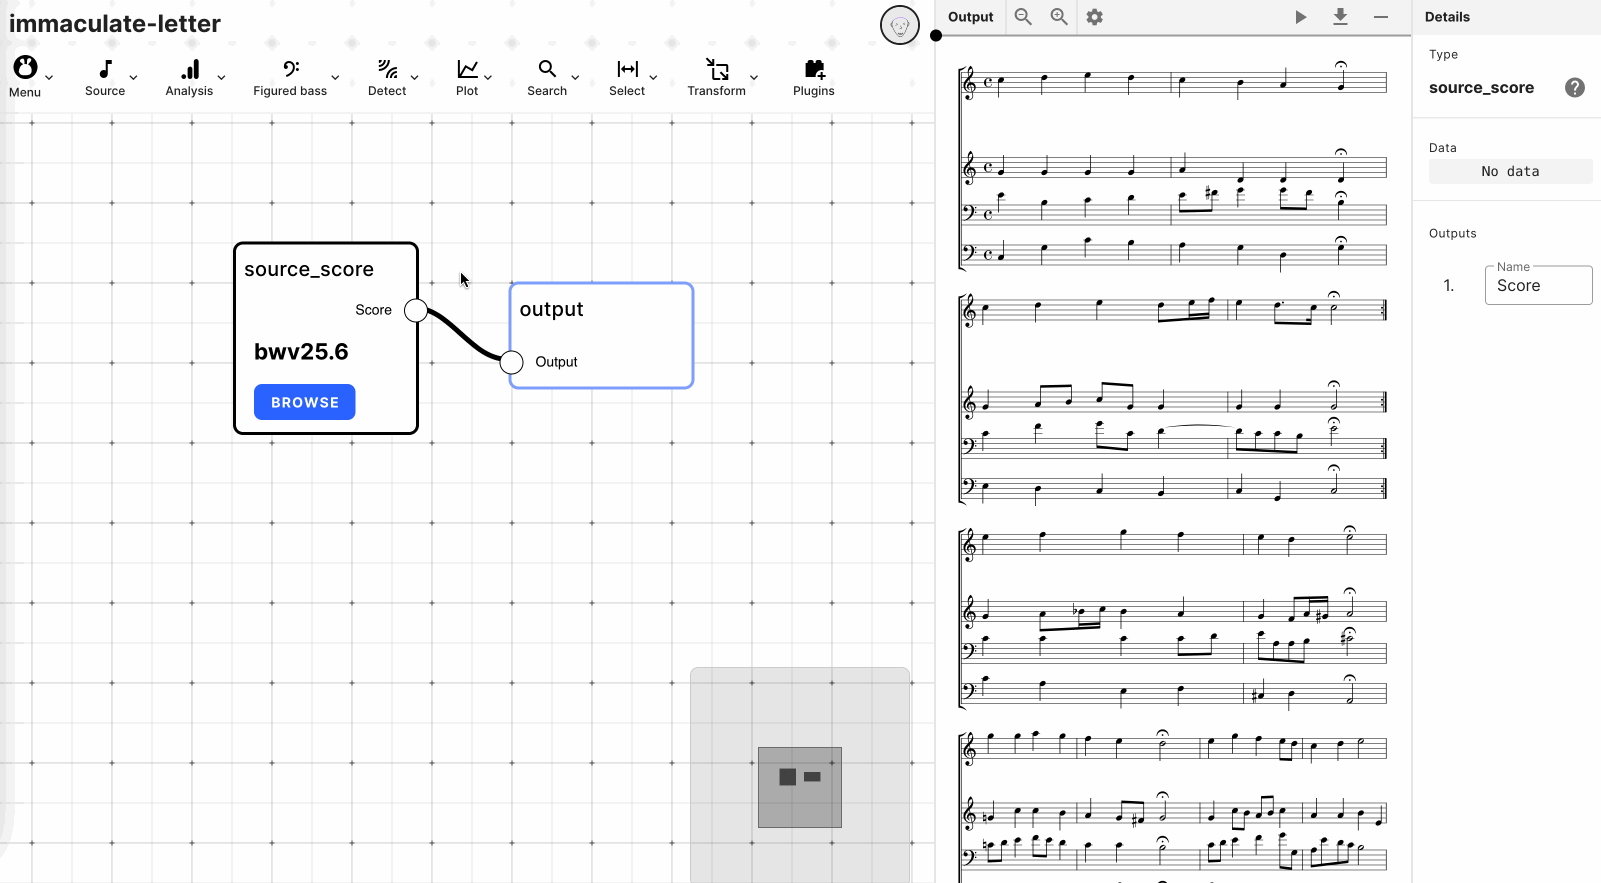 immaculate-letter
Menu
Source
Analysis
Figured bass
Detect
Plot
Search
Select
Transform
Plugins
source_score
Score
bwv25.6
BROWSE
output
Output
Output
Details
Type
source_score
?
Data
No data
Outputs
1.
Name
Score